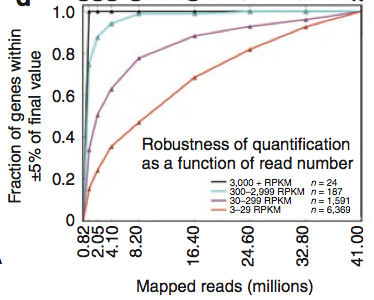 d
1.0
0.8
0.6
0.4
0.2
0
Fraction of genes within
±5% of final value
Robustness of quantification
as a function of read number
3,000 + RPKM n = 24
300–2,999 RPKM n = 187
30–299 RPKM n = 1,591
3–29 RPKM n = 6,369
0.82
2.05
4.10
8.20
16.40
24.60
32.80
41.00
Mapped reads (millions)